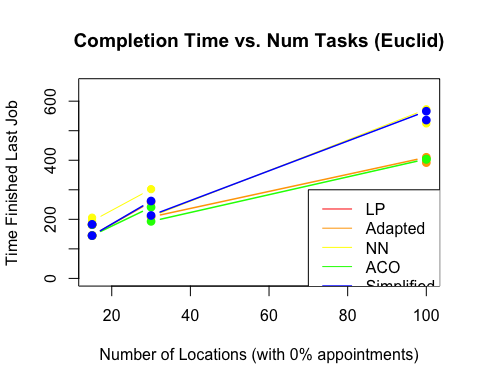 Completion Time vs. Num Tasks (Euclid)
Time Finished Last Job
600
400
200
0
LP
Adapted
NN
ACO
Simplified
20 40 60 80 100
Number of Locations (with 0% appointments)